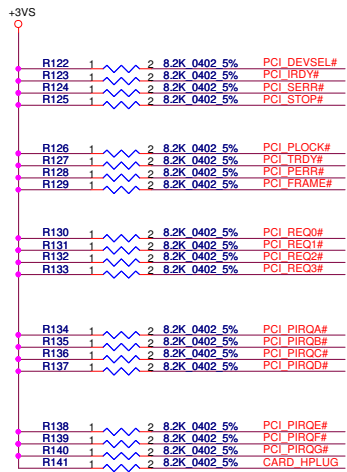 +3VS
R122 1 2 8.2K_0402_5% PCI_DEVSEL#
R123 1 2 8.2K_0402_5% PCI_IRDY#
R124 1 2 8.2K_0402_5% PCI_SERR#
R125 1 2 8.2K_0402_5% PCI_STOP#
R126 1 2 8.2K_0402_5% PCI_PLOCK#
R127 1 2 8.2K_0402_5% PCI_TRDY#
R128 1 2 8.2K_0402_5% PCI_PERR#
R129 1 2 8.2K_0402_5% PCI_FRAME#
R130 1 2 8.2K_0402_5% PCI_REQ0#
R131 1 2 8.2K_0402_5% PCI_REQ1#
R132 1 2 8.2K_0402_5% PCI_REQ2#
R133 1 2 8.2K_0402_5% PCI_REQ3#
R134 1 2 8.2K_0402_5% PCI_PIRQA#
R135 1 2 8.2K_0402_5% PCI_PIRQB#
R136 1 2 8.2K_0402_5% PCI_PIRQC#
R137 1 2 8.2K_0402_5% PCI_PIRQD#
R138 1 2 8.2K_0402_5% PCI_PIRQE#
R139 1 2 8.2K_0402_5% PCI_PIRQF#
R140 1 2 8.2K_0402_5% PCI_PIRQG#
R141 1 2 8.2K_0402_5% CARD_HPLUG